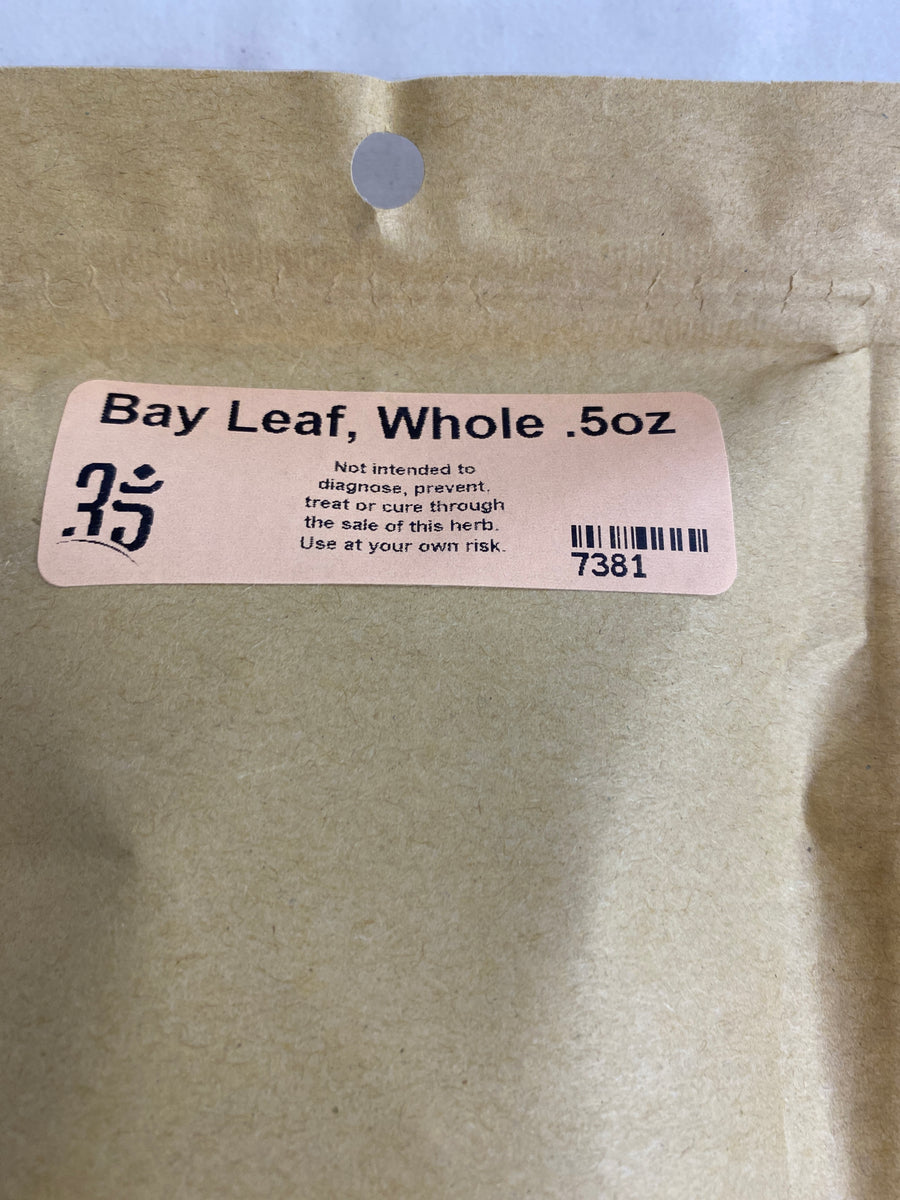 Bay Leaf, Whole .5oz
Not intended to
diagnose, prevent,
treat or cure through
the sale of this herb.
Use at your own risk.
7381